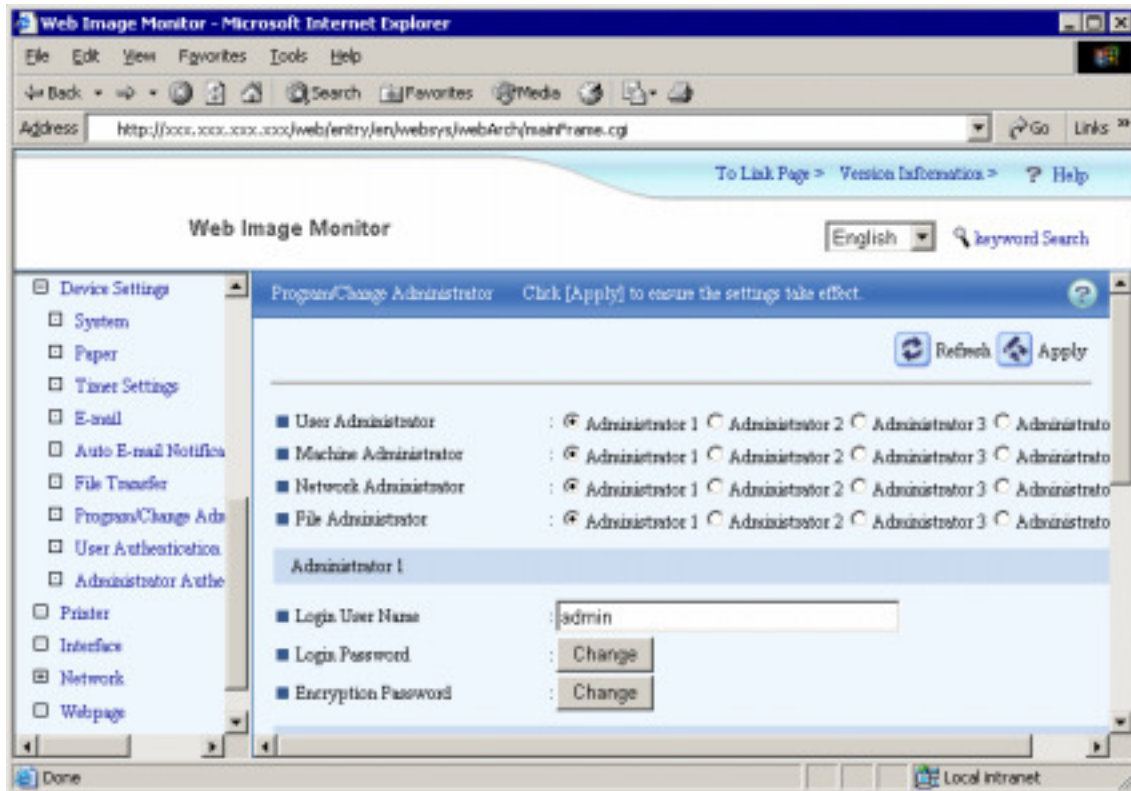 Web Image Monitor - Microsoft Internet Explorer
File Edit View Favorites Tools Help
Back Search Favorites Media
Address http://xxx.xxx.xxx.xxx/web/entry/en/websys/webArch/mainFrame.cgi Go Links »
To Link Page > Version Information > ? Help
Web Image Monitor
English keyword Search
Device Settings
System
Paper
Timer Settings
E-mail
Auto E-mail Notifica
File Transfer
Program/Change Adm
User Authentication
Administrator Authe
Printer
Interface
Network
Webpage
Program/Change Administrator Click [Apply] to ensure the settings take effect. ?
Refresh Apply
User Administrator : Administrator 1 Administrator 2 Administrator 3 Administrato
Machine Administrator : Administrator 1 Administrator 2 Administrator 3 Administrato
Network Administrator : Administrator 1 Administrator 2 Administrator 3 Administrato
File Administrator : Administrator 1 Administrator 2 Administrator 3 Administrato
Administrator 1
Login User Name : admin
Login Password : Change
Encryption Password : Change
Done Local intranet